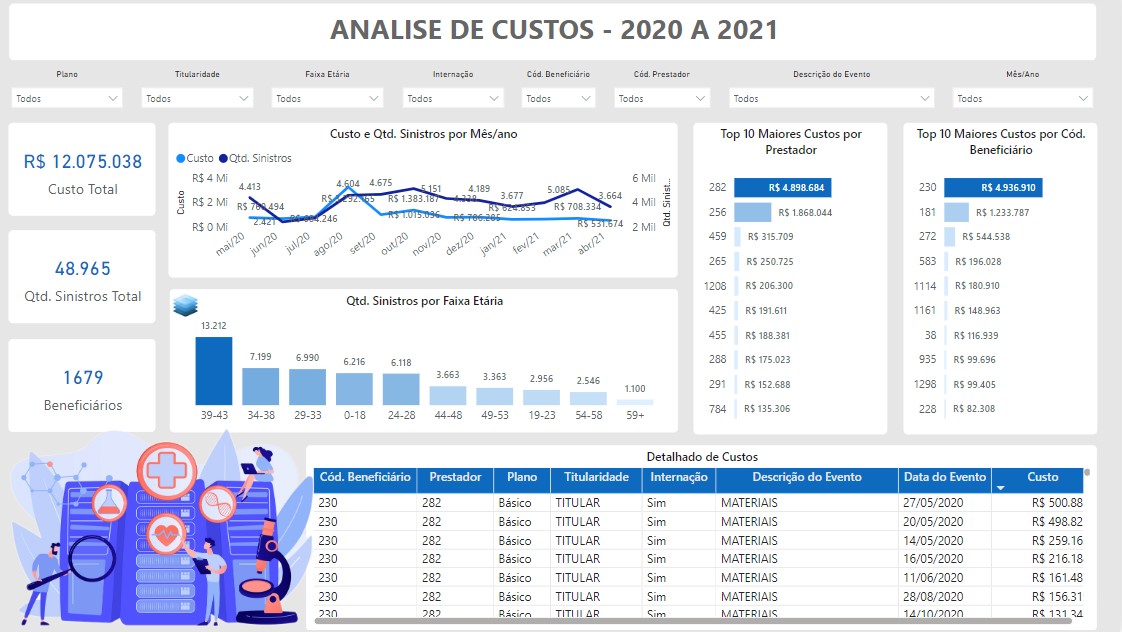 ANALISE DE CUSTOS - 2020 A 2021
Plano Titularidade Faixa Etária Internação Cód. Beneficiário Cód. Prestador Descrição do Evento Mês/Ano
Todos Todos Todos Todos Todos Todos Todos Todos
R$ 12.075.038
Custo Total
48.965
Qtd. Sinistros Total
1679
Beneficiários
Custo e Qtd. Sinistros por Mês/ano
Custo Qtd. Sinistros
Custo
R$ 4 Mi
R$ 2 Mi
R$ 0 Mi
4.413
R$ 760.494
2.421
4.604
4.675
R$ 1.383.187
R$ 1.015.096
5.151
4.189
3.677
R$ 624.853
5.085
R$ 708.334
3.664
R$ 531.674
6 Mil
4 Mil
2 Mil
Qtd. Sinist...
mai/20 jun/20 jul/20 ago/20 set/20 out/20 nov/20 dez/20 jan/21 fev/21 mar/21 abr/21
Qtd. Sinistros por Faixa Etária
13.212 7.199 6.990 6.216 6.118 3.663 3.363 2.956 2.546 1.100
39-43 34-38 29-33 0-18 24-28 44-48 49-53 19-23 54-58 59+
Top 10 Maiores Custos por
Prestador
282 R$ 4.898.684
256 R$ 1.868.044
459 R$ 315.709
265 R$ 250.725
1208 R$ 206.300
425 R$ 191.611
455 R$ 188.381
288 R$ 175.023
291 R$ 152.688
784 R$ 135.306
Top 10 Maiores Custos por Cód.
Beneficiário
230 R$ 4.936.910
181 R$ 1.233.787
272 R$ 544.538
583 R$ 196.028
1114 R$ 180.910
1161 R$ 148.963
38 R$ 116.939
935 R$ 99.696
1298 R$ 99.405
228 R$ 82.308
Detalhado de Custos
Cód. Beneficiário Prestador Plano Titularidade Internação Descrição do Evento Data do Evento Custo
230 282 Básico TITULAR Sim MATERIAIS 27/05/2020 R$ 500.88
230 282 Básico TITULAR Sim MATERIAIS 20/05/2020 R$ 498.82
230 282 Básico TITULAR Sim MATERIAIS 14/05/2020 R$ 259.16
230 282 Básico TITULAR Sim MATERIAIS 16/05/2020 R$ 216.18
230 282 Básico TITULAR Sim MATERIAIS 11/06/2020 R$ 161.48
230 282 Básico TITULAR Sim MATERIAIS 28/08/2020 R$ 156.31
230 282 Básico TITULAR Sim MATERIAIS 14/10/2020 R$ 131.34